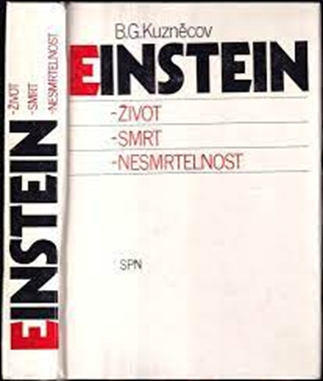 B.G.Kuzněcov
EINSTEIN
-ŽIVOT
-SMRT
-NESMRTELNOST
SPN
EINSTEIN
-ŽIVOT
-SMRT
-NESMRTELNOST